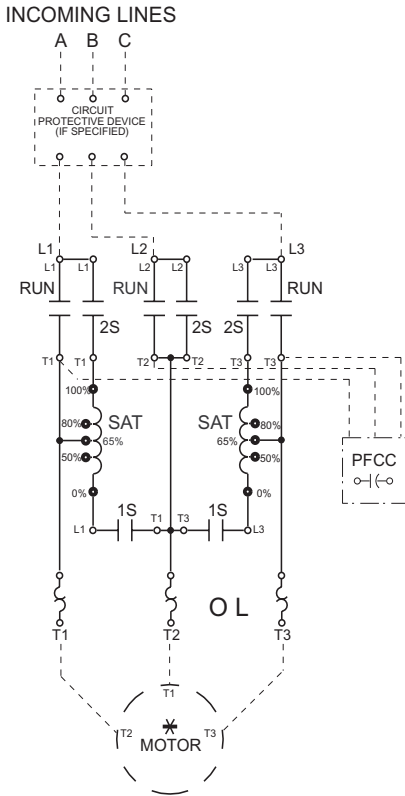 INCOMING LINES
A B C
CIRCUIT
PROTECTIVE DEVICE
(IF SPECIFIED)
L1 L2 L3
L1 L1 L2 L2 L3 L3
RUN RUN RUN
2S 2S 2S
T1 T1 T2 T2 T3 T3
100% 100%
80% SAT SAT 80%
65% 65%
50% 50%
PFCC
0% 0%
1S 1S
L1 T1 T3 L3
O L
T1 T2 T3
T1
T2 T3
MOTOR